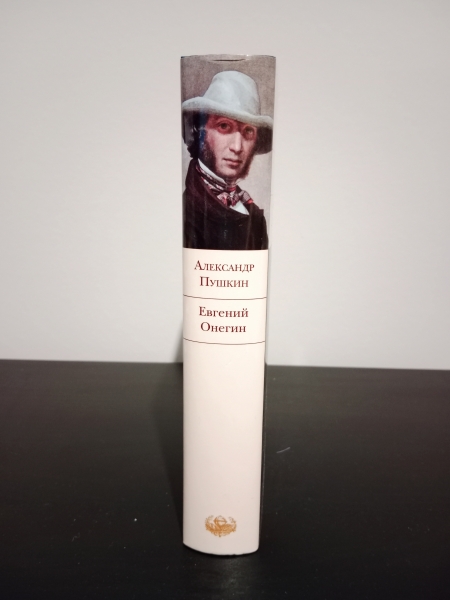 Александр
Пушкин
Евгений
Онегин